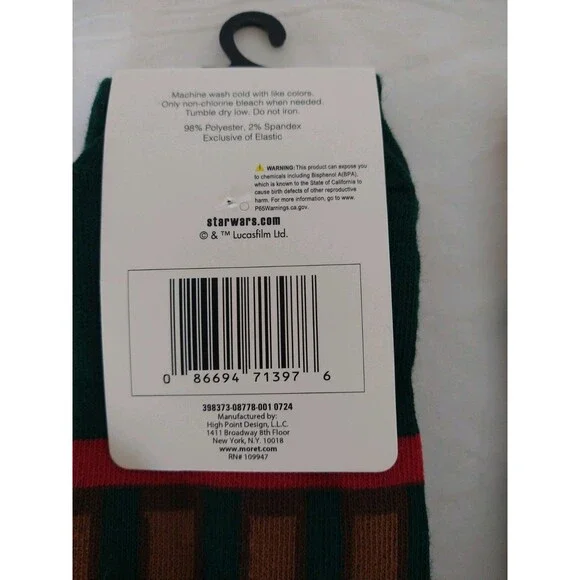 Machine wash cold with like colors.
Only non-chlorine bleach when needed.
Tumble dry low. Do not iron.
98% Polyester, 2% Spandex
Exclusive of Elastic
WARNING: This product can expose you
to chemicals including Bisphenol A(BPA),
which is known to the State of California to
cause birth defects of other reproductive
harm. For more information, go to www.
P65Warnings.ca.gov.
starwars.com
© & ™ Lucasfilm Ltd.
0 86694 71397 6
398373-08778-001 0724
Manufactured by:
High Point Design, L.L.C.
1411 Broadway 8th Floor
New York, N.Y. 10018
www.moret.com
RN# 109947